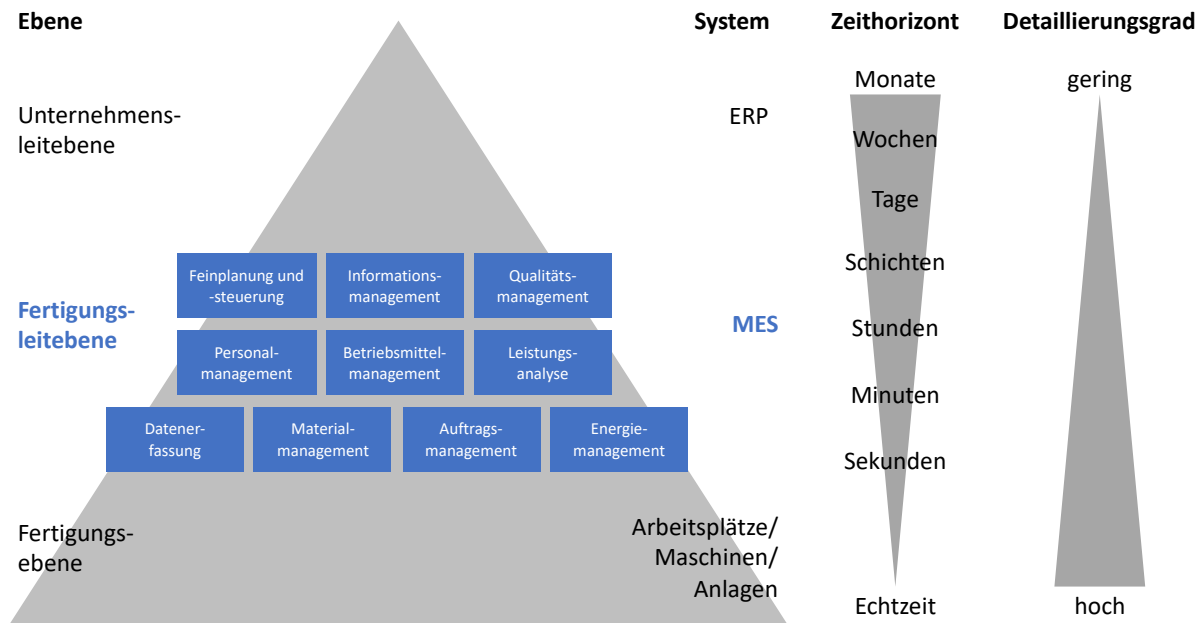 Ebene
System
Zeithorizont
Detaillierungsgrad
Unternehmens-
leitebene
ERP
Monate
gering
Wochen
Tage
Schichten
Feinplanung und
-steuerung
Informations-
management
Qualitäts-
management
Fertigungs-
leitebene
MES
Stunden
Personal-
management
Betriebsmittel-
management
Leistungs-
analyse
Minuten
Datener-
fassung
Material-
management
Auftrags-
management
Energie-
management
Sekunden
Fertigungs-
ebene
Arbeitsplätze/
Maschinen/
Anlagen
Echtzeit
hoch